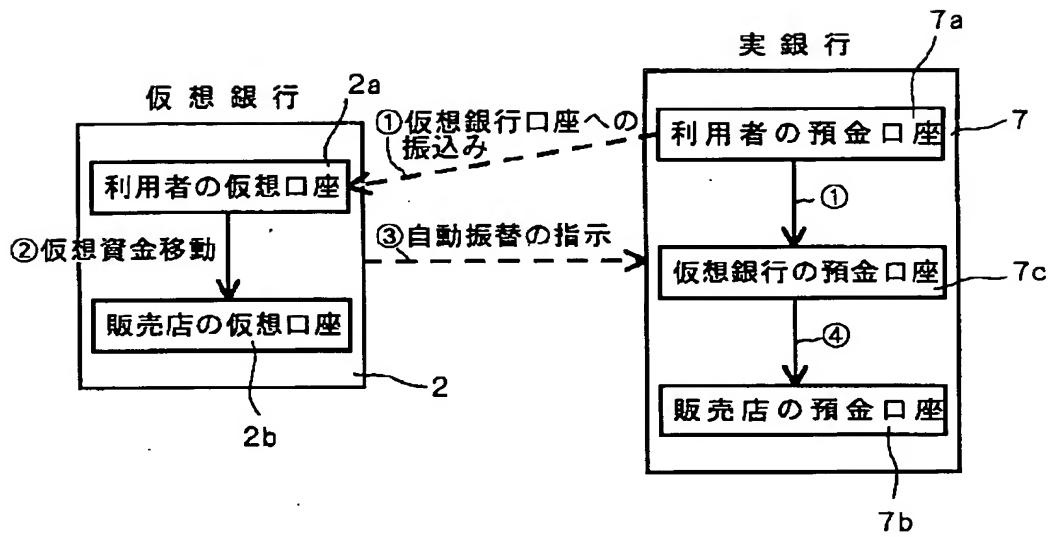 7a
実銀行
仮想銀行
2a
①仮想銀行口座への
振込み
利用者の預金口座
7
利用者の仮想口座
①
②仮想資金移動
③自動振替の指示
仮想銀行の預金口座
7c
販売店の仮想口座
④
2
販売店の預金口座
2b
7b